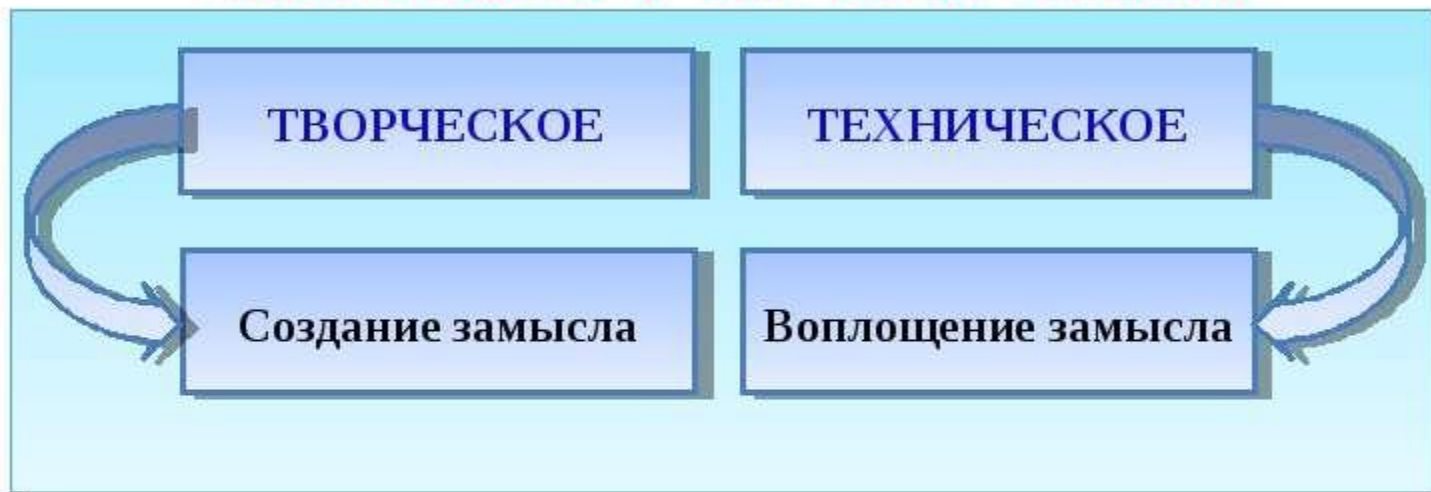 ТВОРЧЕСКОЕ
ТЕХНИЧЕСКОЕ
Создание замысла
Воплощение замысла